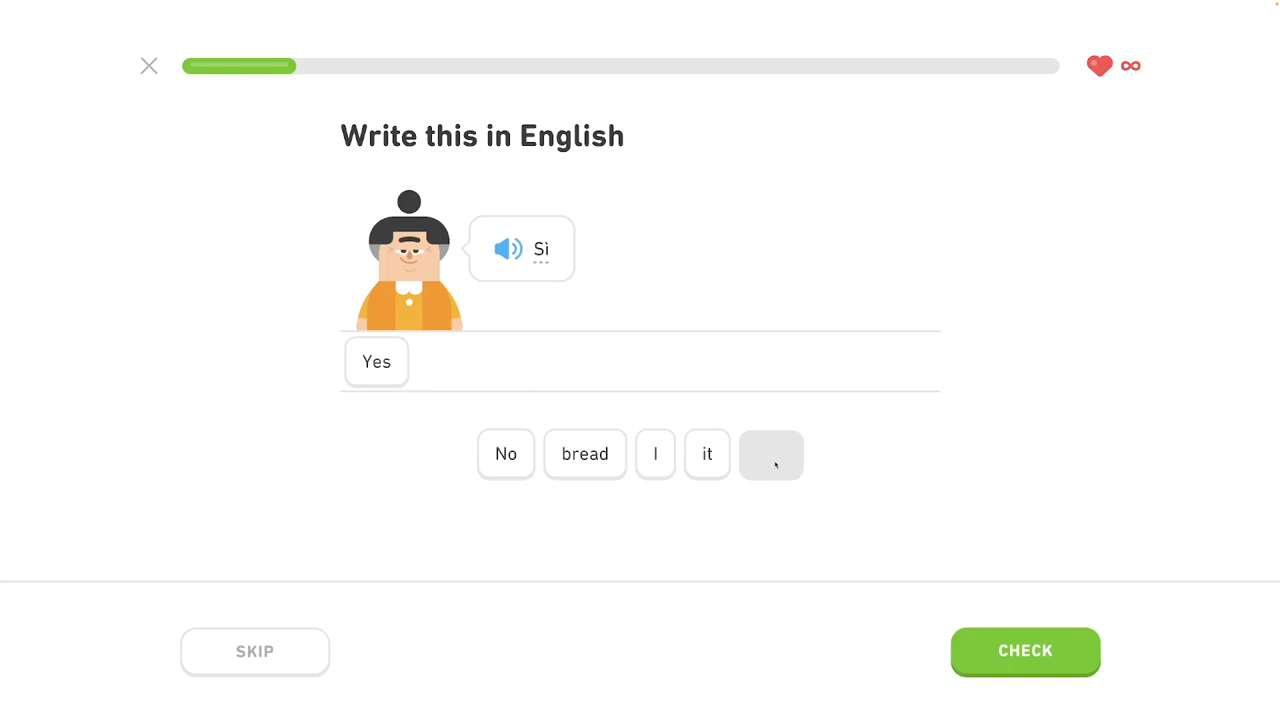 Write this in English
Sì
Yes
No bread I it
SKIP CHECK